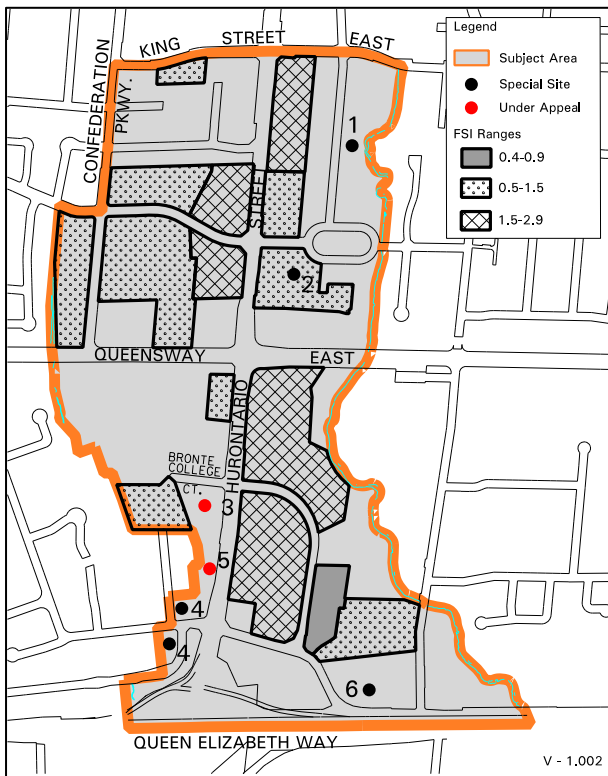 Legend
Subject Area
Special Site
Under Appeal
FSI Ranges
0.4-0.9
0.5-1.5
1.5-2.9
KING STREET EAST
CONFEDERATION
PKWY.
1
STREET
2
QUEENSWAY EAST
HURONTARIO
BRONTE
COLLEGE
CT.
3
5
4
4
6
QUEEN ELIZABETH WAY
V - 1.002